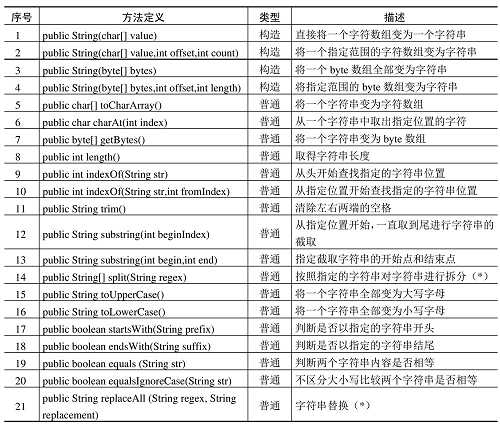 序号 方法定义 类型 描述
1 public String(char[] value) 构造 直接将一个字符数组变为一个字符串
2 public String(char[] value,int offset,int count) 构造 将一个指定范围的字符数组变为字符串
3 public String(byte[] bytes) 构造 将一个 byte 数组全部变为字符串
4 public String(byte[] bytes,int offset,int length) 构造 将指定范围的 byte 数组变为字符串
5 public char[] toCharArray() 普通 将一个字符串变为字符数组
6 public char charAt(int index) 普通 从一个字符串中取出指定位置的字符
7 public byte[] getBytes() 普通 将一个字符串变为 byte 数组
8 public int length() 普通 取得字符串长度
9 public int indexOf(String str) 普通 从头开始查找指定的字符串位置
10 public int indexOf(String str,int fromIndex) 普通 从指定位置开始查找指定的字符串位置
11 public String trim() 普通 清除左右两端的空格
12 public String substring(int beginIndex) 普通 从指定位置开始,一直取到尾进行字符串的
截取
13 public String substring(int begin,int end) 普通 指定截取字符串的开始点和结束点
14 public String[] split(String regex) 普通 按照指定的字符串对字符串进行拆分(*)
15 public String toUpperCase() 普通 将一个字符串全部变为大写字母
16 public String toLowerCase() 普通 将一个字符串全部变为小写字母
17 public boolean startsWith(String prefix) 普通 判断是否以指定的字符串开头
18 public boolean endsWith(String suffix) 普通 判断是否以指定的字符串结尾
19 public boolean equals (String str) 普通 判断两个字符串内容是否相等
20 public boolean equalsIgnoreCase(String str) 普通 不区分大小写比较两个字符串是否相等
21 public String replaceAll (String regex, String
replacement) 普通 字符串替换(*)